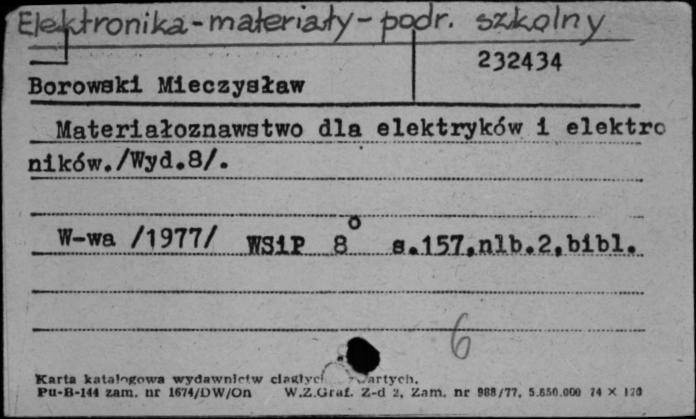 Elektronika - materiały - podr. szkolny
232434
Borowski Mieczysław
Materiałoznawstwo dla elektryków i elektro
ników./Wyd.8/.
W-wa /1977/ WSiP 8° s.157,nlb.2,bibl.
6
Karta katalogowa wydawnictw ciągłych,
Pu-B-144 zam. nr 1674/DW/On W.Z.Graf. Z-d 2, Zam. nr 988/77, 5.650.000 74 × 120